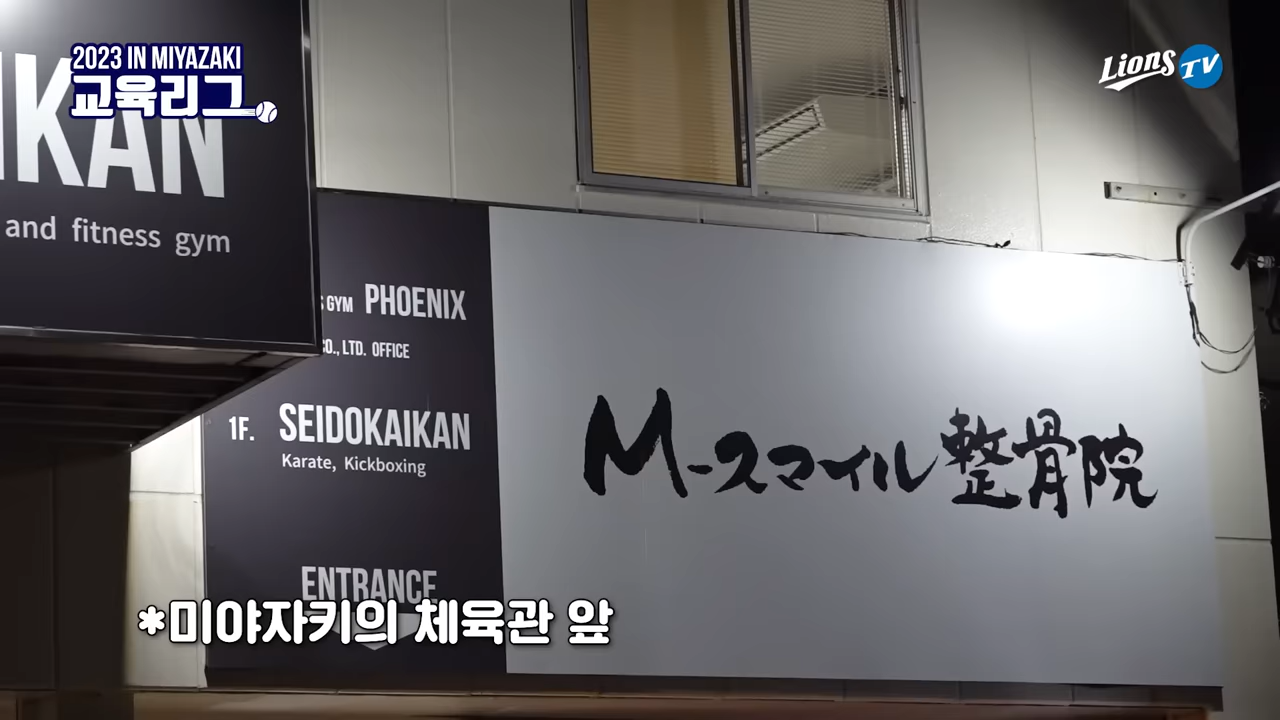 2023 IN MIYAZAKI
교육리그
Lions TV
IKAN
and fitness gym
GYM PHOENIX
CO., LTD. OFFICE
1F. SEIDOKAIKAN
Karate, Kickboxing
ENTRANCE
M-スマイル整骨院
*미야자키의 체육관 앞